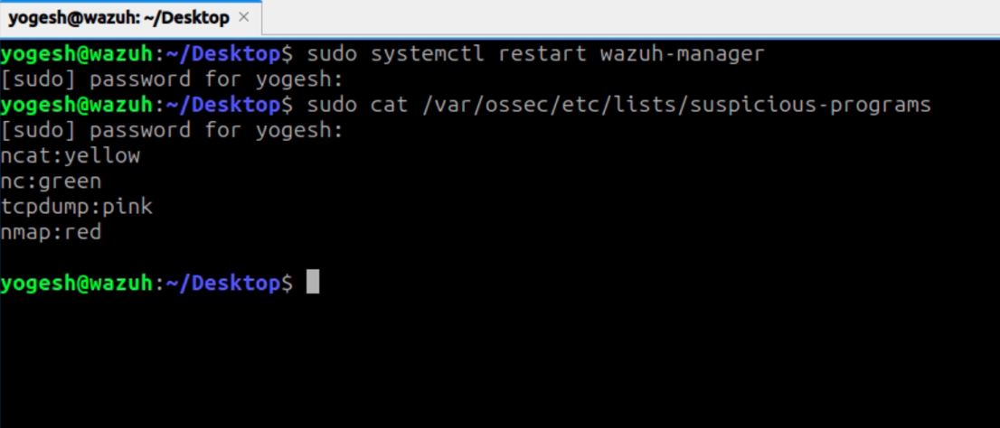 yogesh@wazuh: ~/Desktop ×
yogesh@wazuh:~/Desktop$ sudo systemctl restart wazuh-manager
[sudo] password for yogesh:
yogesh@wazuh:~/Desktop$ sudo cat /var/ossec/etc/lists/suspicious-programs
[sudo] password for yogesh:
ncat:yellow
nc:green
tcpdump:pink
nmap:red
yogesh@wazuh:~/Desktop$